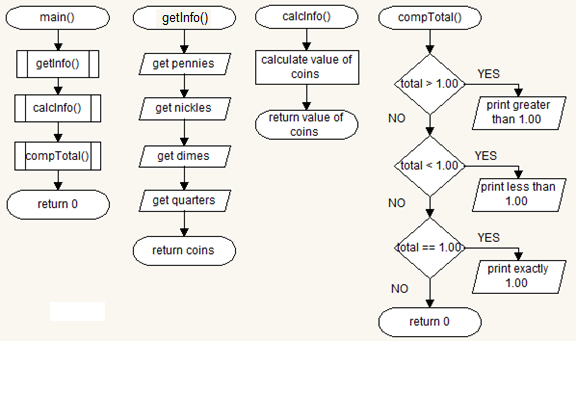 main()
getInfo()
calcInfo()
compTotal()
return 0
getInfo()
get pennies
get nickles
get dimes
get quarters
return coins
calcInfo()
calculate value of
coins
return value of
coins
compTotal()
total > 1.00
YES
print greater
than 1.00
NO
total < 1.00
YES
print less than
1.00
NO
total == 1.00
YES
print exactly
1.00
NO
return 0